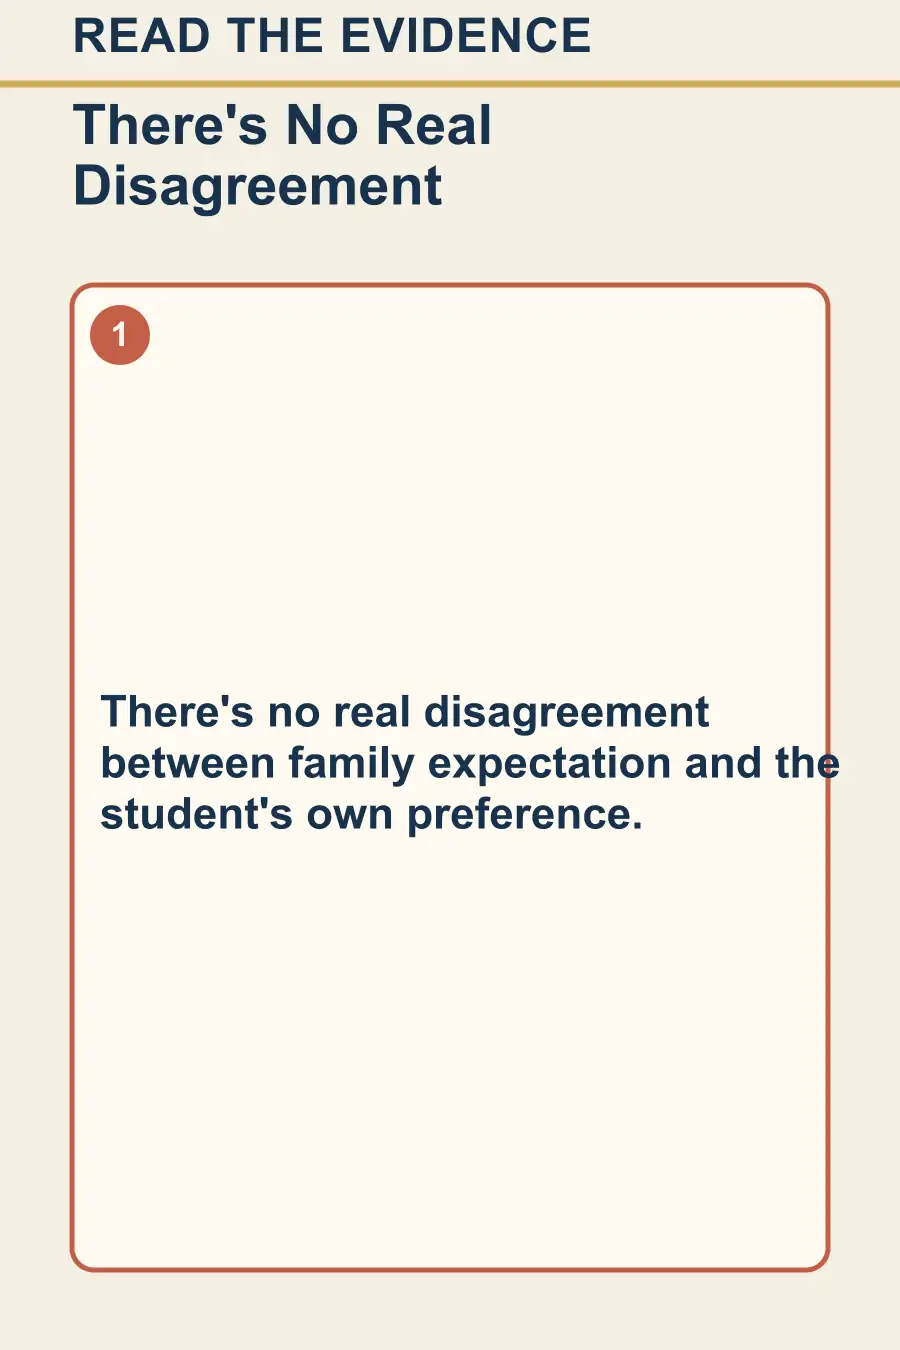 READ THE EVIDENCE
There's No Real
Disagreement
1
There's no real disagreement
between family expectation and the
student's own preference.